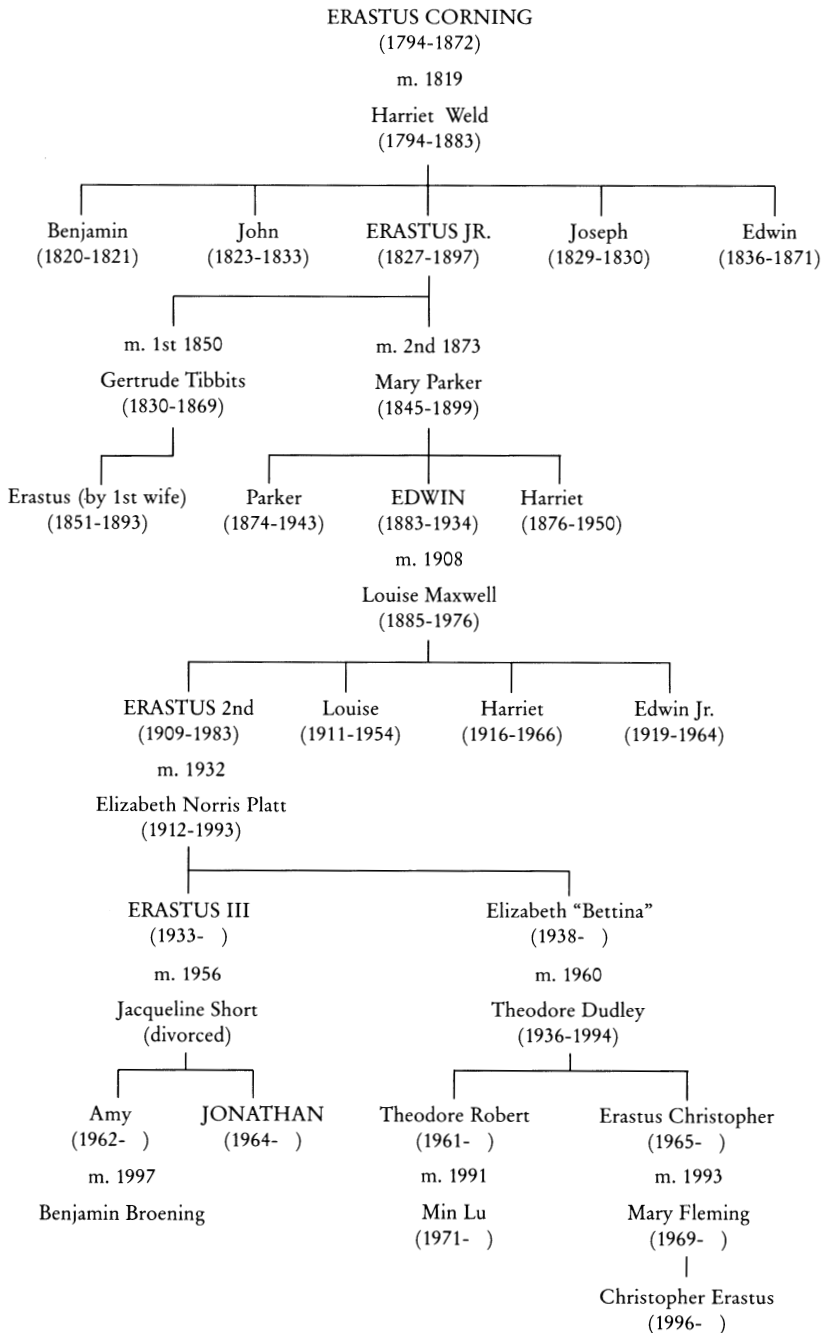 ERASTUS CORNING
(1794-1872)
m. 1819
Harriet Weld
(1794-1883)
Benjamin
(1820-1821)
John
(1823-1833)
ERASTUS JR.
(1827-1897)
Joseph
(1829-1830)
Edwin
(1836-1871)
m. 1st 1850
Gertrude Tibbits
(1830-1869)
m. 2nd 1873
Mary Parker
(1845-1899)
Erastus (by 1st wife)
(1851-1893)
Parker
(1874-1943)
EDWIN
(1883-1934)
m. 1908
Louise Maxwell
(1885-1976)
Harriet
(1876-1950)
ERASTUS 2nd
(1909-1983)
m. 1932
Elizabeth Norris Platt
(1912-1993)
Louise
(1911-1954)
Harriet
(1916-1966)
Edwin Jr.
(1919-1964)
ERASTUS III
(1933- )
m. 1956
Jacqueline Short
(divorced)
Elizabeth “Bettina”
(1938- )
m. 1960
Theodore Dudley
(1936-1994)
Amy
(1962- )
m. 1997
Benjamin Broening
JONATHAN
(1964- )
Theodore Robert
(1961- )
m. 1991
Min Lu
(1971- )
Erastus Christopher
(1965- )
m. 1993
Mary Fleming
(1969- )
Christopher Erastus
(1996- )